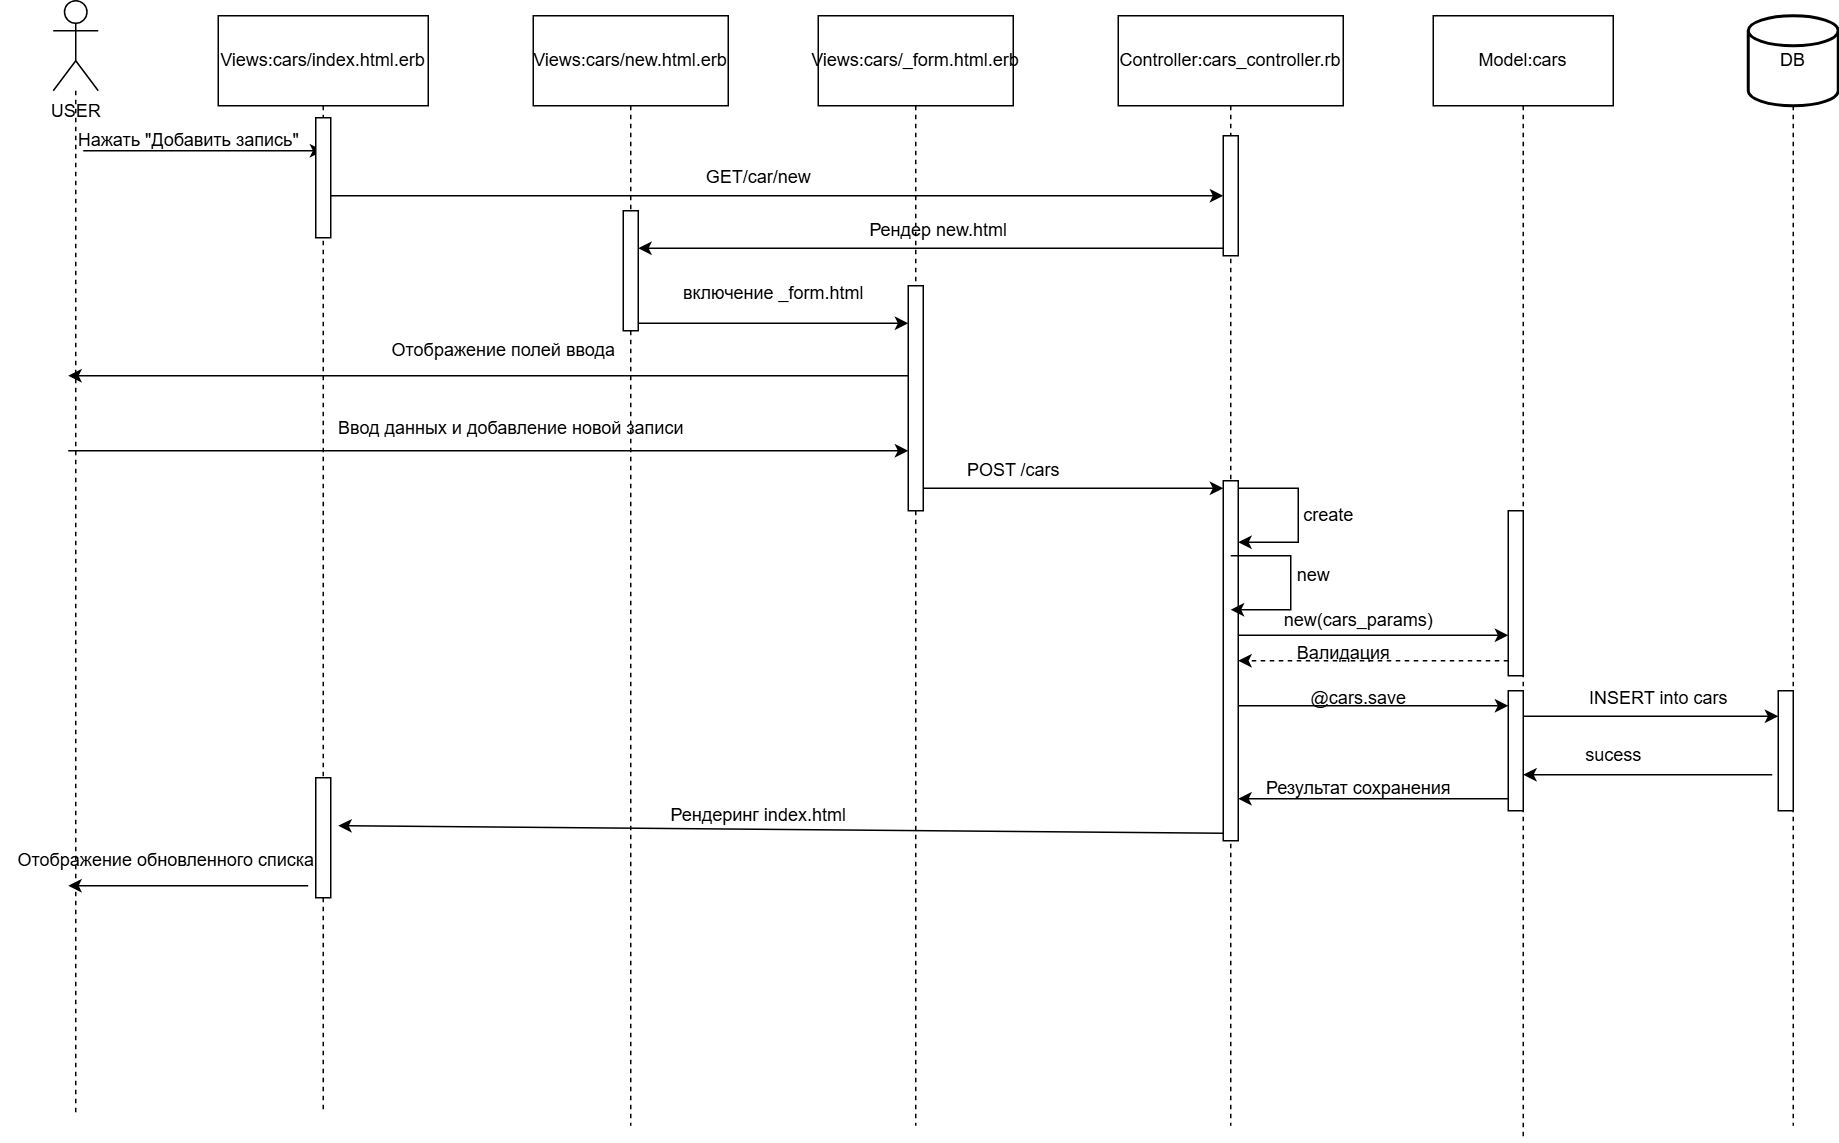 USER
Views:cars/index.html.erb
Views:cars/new.html.erb
Views:cars/_form.html.erb
Controller:cars_controller.rb
Model:cars
DB
Нажать "Добавить запись"
GET/car/new
Рендер new.html
включение _form.html
Отображение полей ввода
Ввод данных и добавление новой записи
POST /cars
create
new
new(cars_params)
Валидация
@cars.save
INSERT into cars
sucess
Результат сохранения
Рендеринг index.html
Отображение обновленного списка